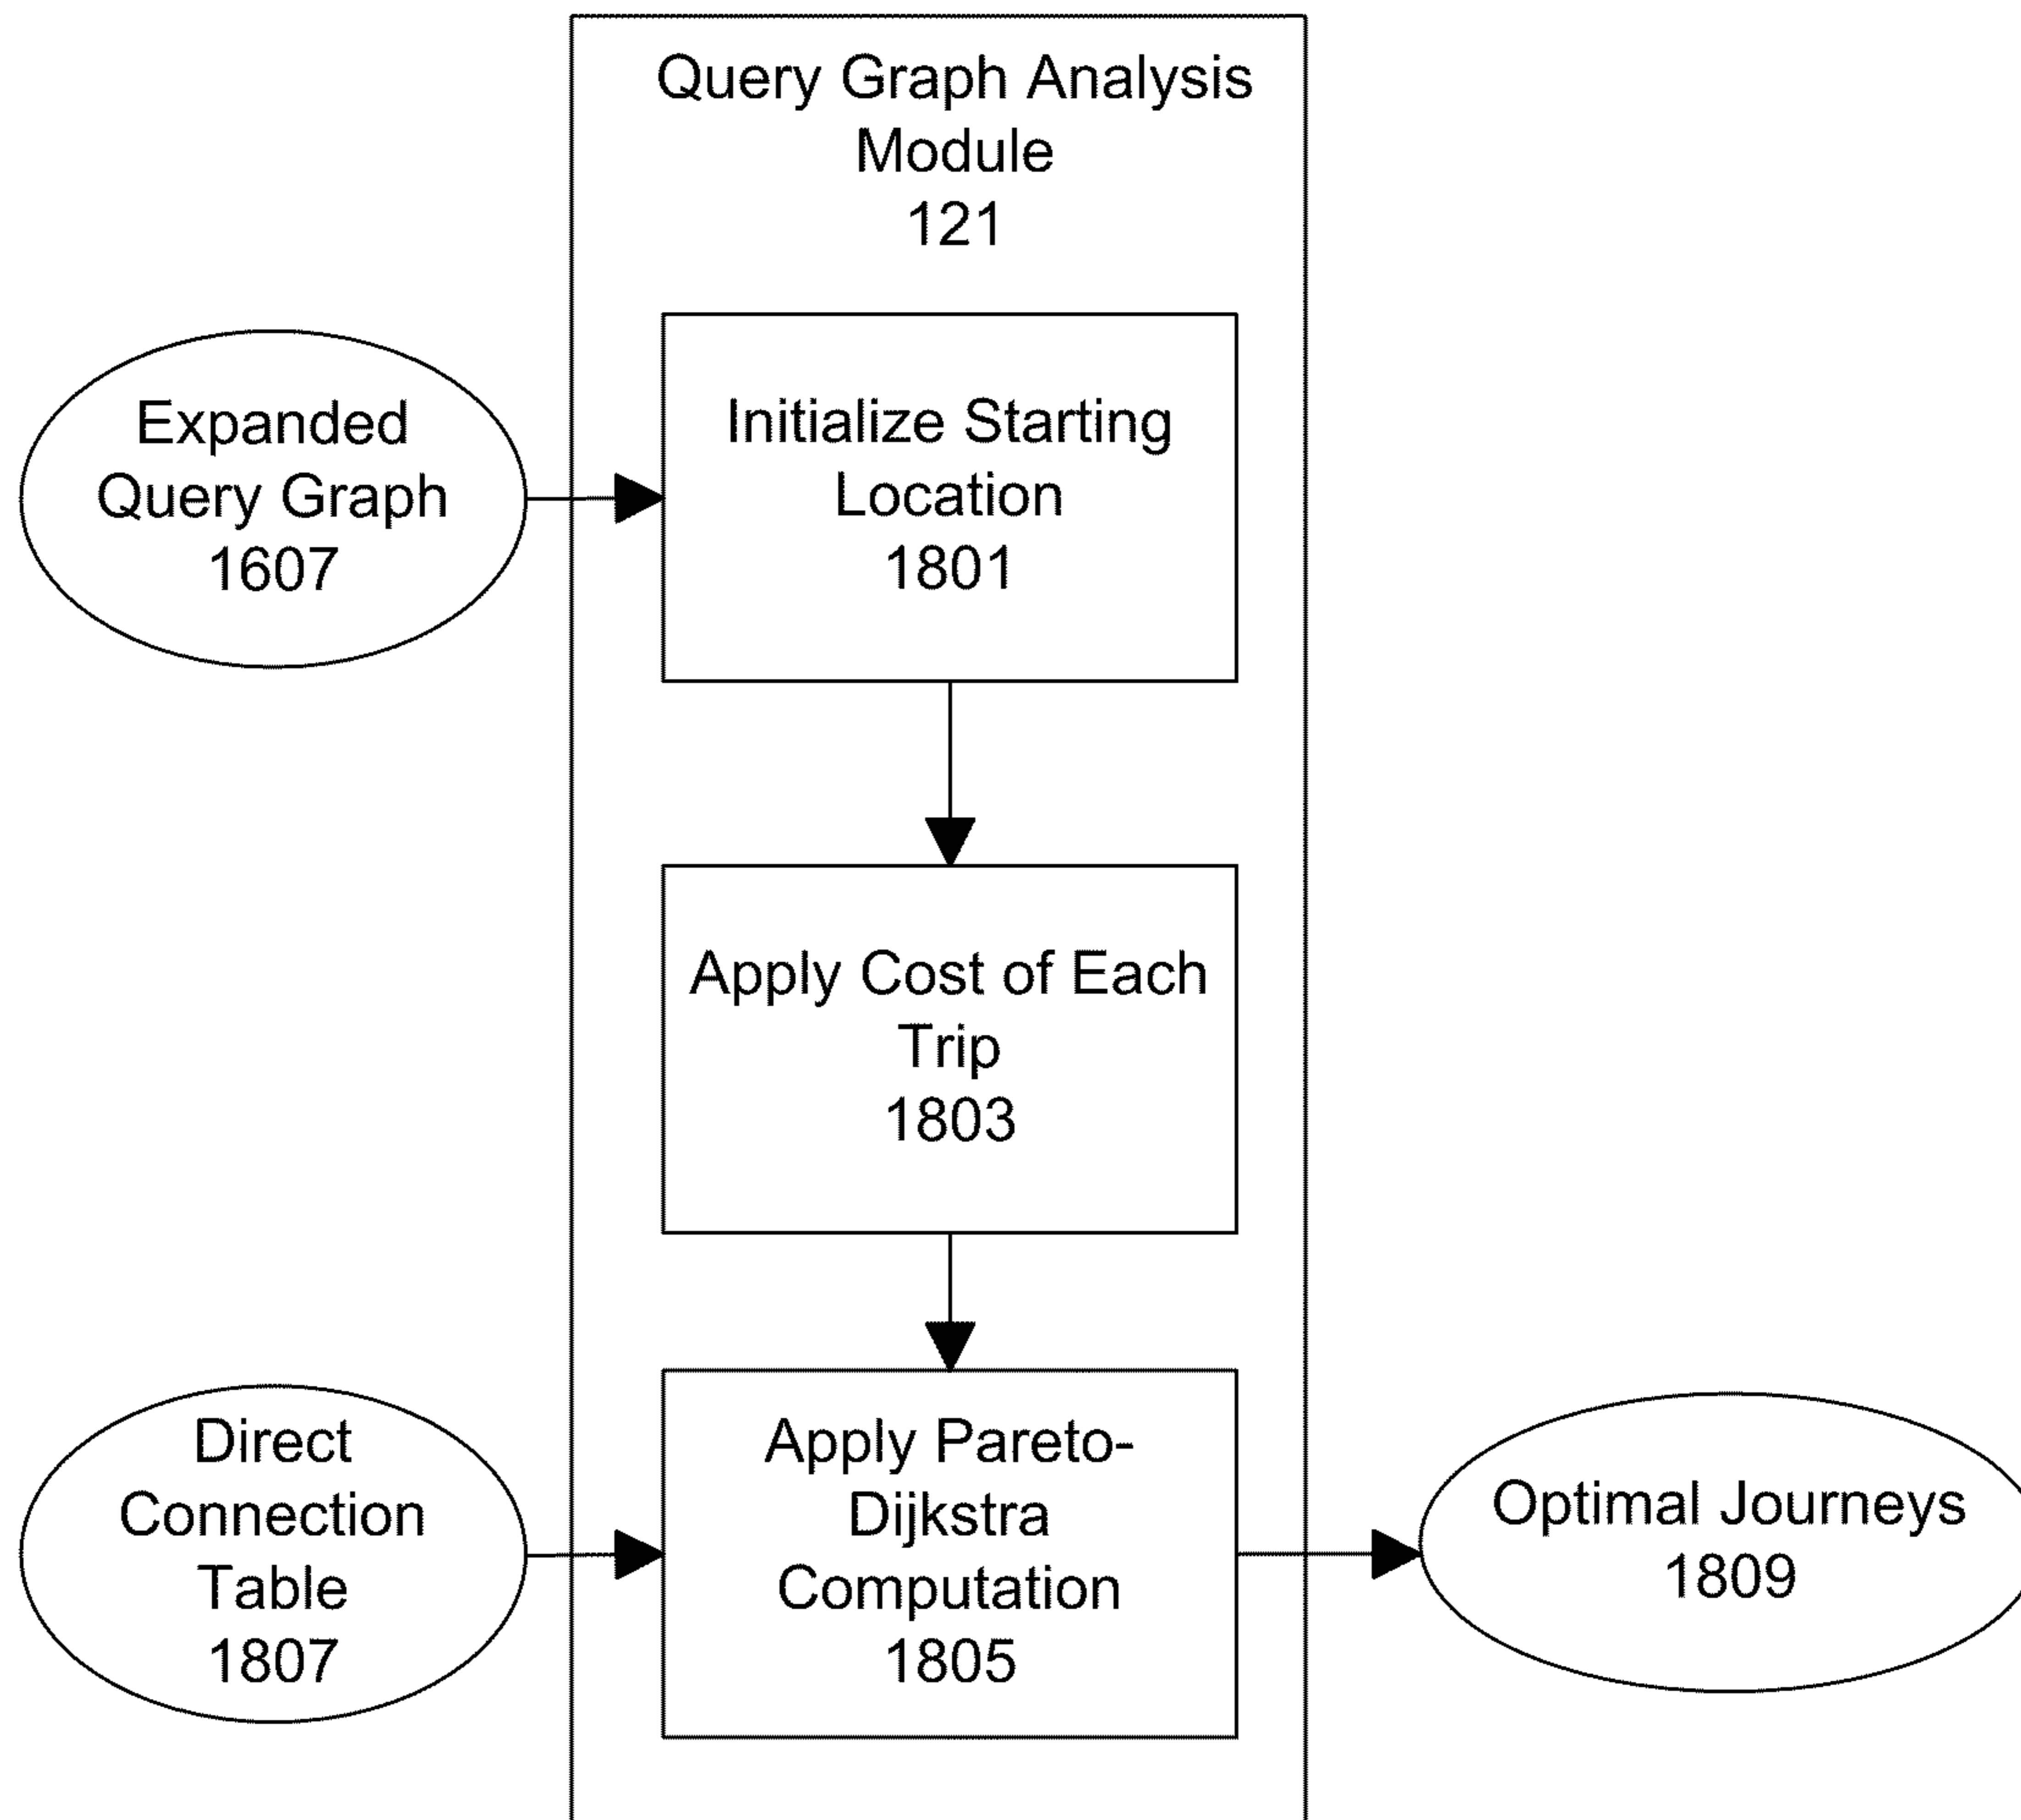 Query Graph Analysis
Module
121
Expanded
Query Graph
1607
Initialize Starting
Location
1801
Apply Cost of Each
Trip
1803
Direct
Connection
Table
1807
Apply Pareto-
Dijkstra
Computation
1805
Optimal Journeys
1809